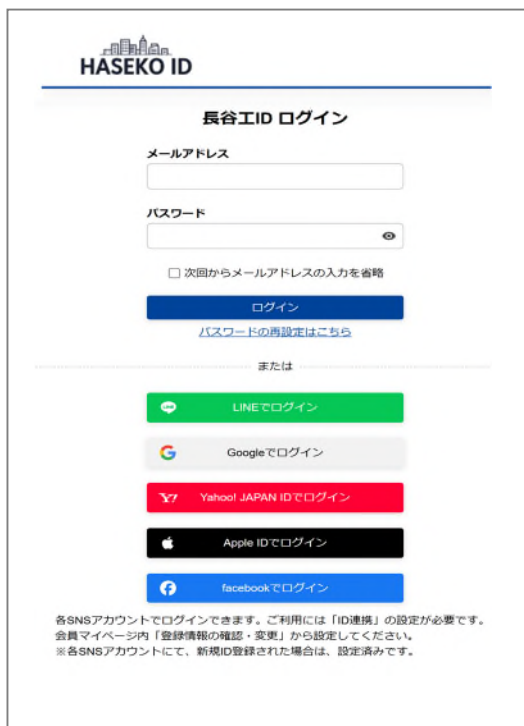 HASEKO ID
長谷工ID ログイン
メールアドレス
パスワード
次回からメールアドレスの入力を省略
ログイン
パスワードの再設定はこちら
または
LINE
LINEでログイン
Googleでログイン
Y! Yahoo! JAPAN IDでログイン
Apple IDでログイン
facebookでログイン
各SNSアカウントでログインできます。ご利用には「ID連携」の設定が必要です。
会員マイページ内「登録情報の確認・変更」から設定してください。
※各SNSアカウントにて、新規ID登録された場合は、設定済みです。